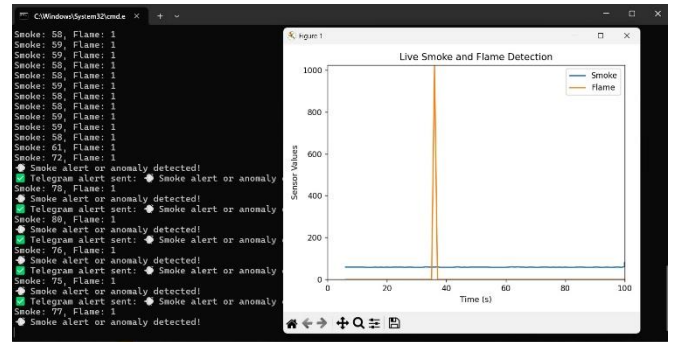 C:\Windows\System32\cmd.e
Smoke: 58, Flame: 1
Smoke: 59, Flame: 1
Smoke: 59, Flame: 1
Smoke: 58, Flame: 1
Smoke: 58, Flame: 1
Smoke: 59, Flame: 1
Smoke: 58, Flame: 1
Smoke: 58, Flame: 1
Smoke: 59, Flame: 1
Smoke: 59, Flame: 1
Smoke: 58, Flame: 1
Smoke: 61, Flame: 1
Smoke: 72, Flame: 1
Smoke alert or anomaly detected!
Telegram alert sent: Smoke alert or anomaly
Smoke: 78, Flame: 1
Smoke alert or anomaly detected!
Telegram alert sent: Smoke alert or anomaly
Smoke: 80, Flame: 1
Smoke alert or anomaly detected!
Telegram alert sent: Smoke alert or anomaly
Smoke: 76, Flame: 1
Smoke alert or anomaly detected!
Telegram alert sent: Smoke alert or anomaly
Smoke: 75, Flame: 1
Smoke alert or anomaly detected!
Telegram alert sent: Smoke alert or anomaly
Smoke: 77, Flame: 1
Smoke alert or anomaly detected!
Figure 1
Live Smoke and Flame Detection
Smoke
Flame
Sensor Values
1000
800
600
400
200
0
0 20 40 60 80 100
Time (s)